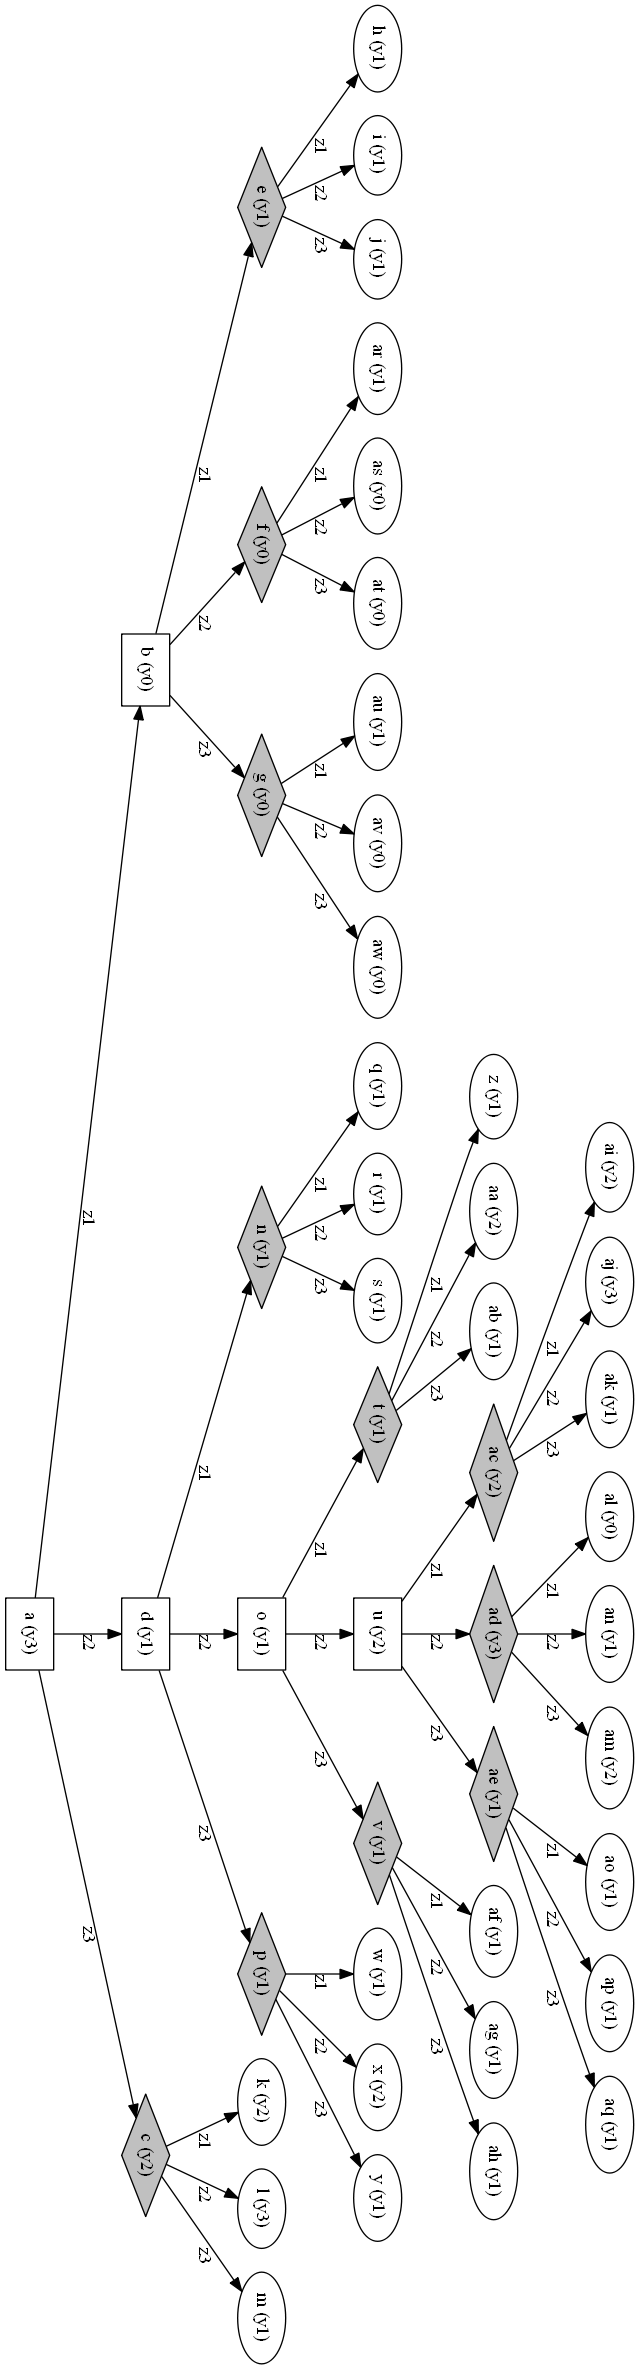 ai (y2)
aj (y3)
ak (y1)
al (y0)
an (y1)
am (y2)
ao (y1)
ap (y1)
aq (y1)
z1
z2
z3
z1
z2
z3
z1
z2
z3
z (y1)
aa (y2)
ab (y1)
ac (y2)
ad (y3)
ae (y1)
af (y1)
ag (y1)
ah (y1)
z1
z2
z3
z1
z2
z3
z1
z2
z3
h (y1)
i (y1)
j (y1)
ar (y1)
as (y0)
at (y0)
au (y1)
av (y0)
aw (y0)
q (y1)
r (y1)
s (y1)
t (y1)
u (y2)
v (y1)
w (y1)
x (y2)
y (y1)
z1
z2
z3
z1
z2
z3
z1
z2
z3
z1
z2
z3
z1
z2
z3
z1
z2
z3
e (y1)
f (y0)
g (y0)
n (y1)
o (y1)
p (y1)
k (y2)
l (y3)
m (y1)
z1
z2
z3
z1
z2
z3
z1
z2
z3
b (y0)
d (y1)
c (y2)
z1
z2
z3
a (y3)